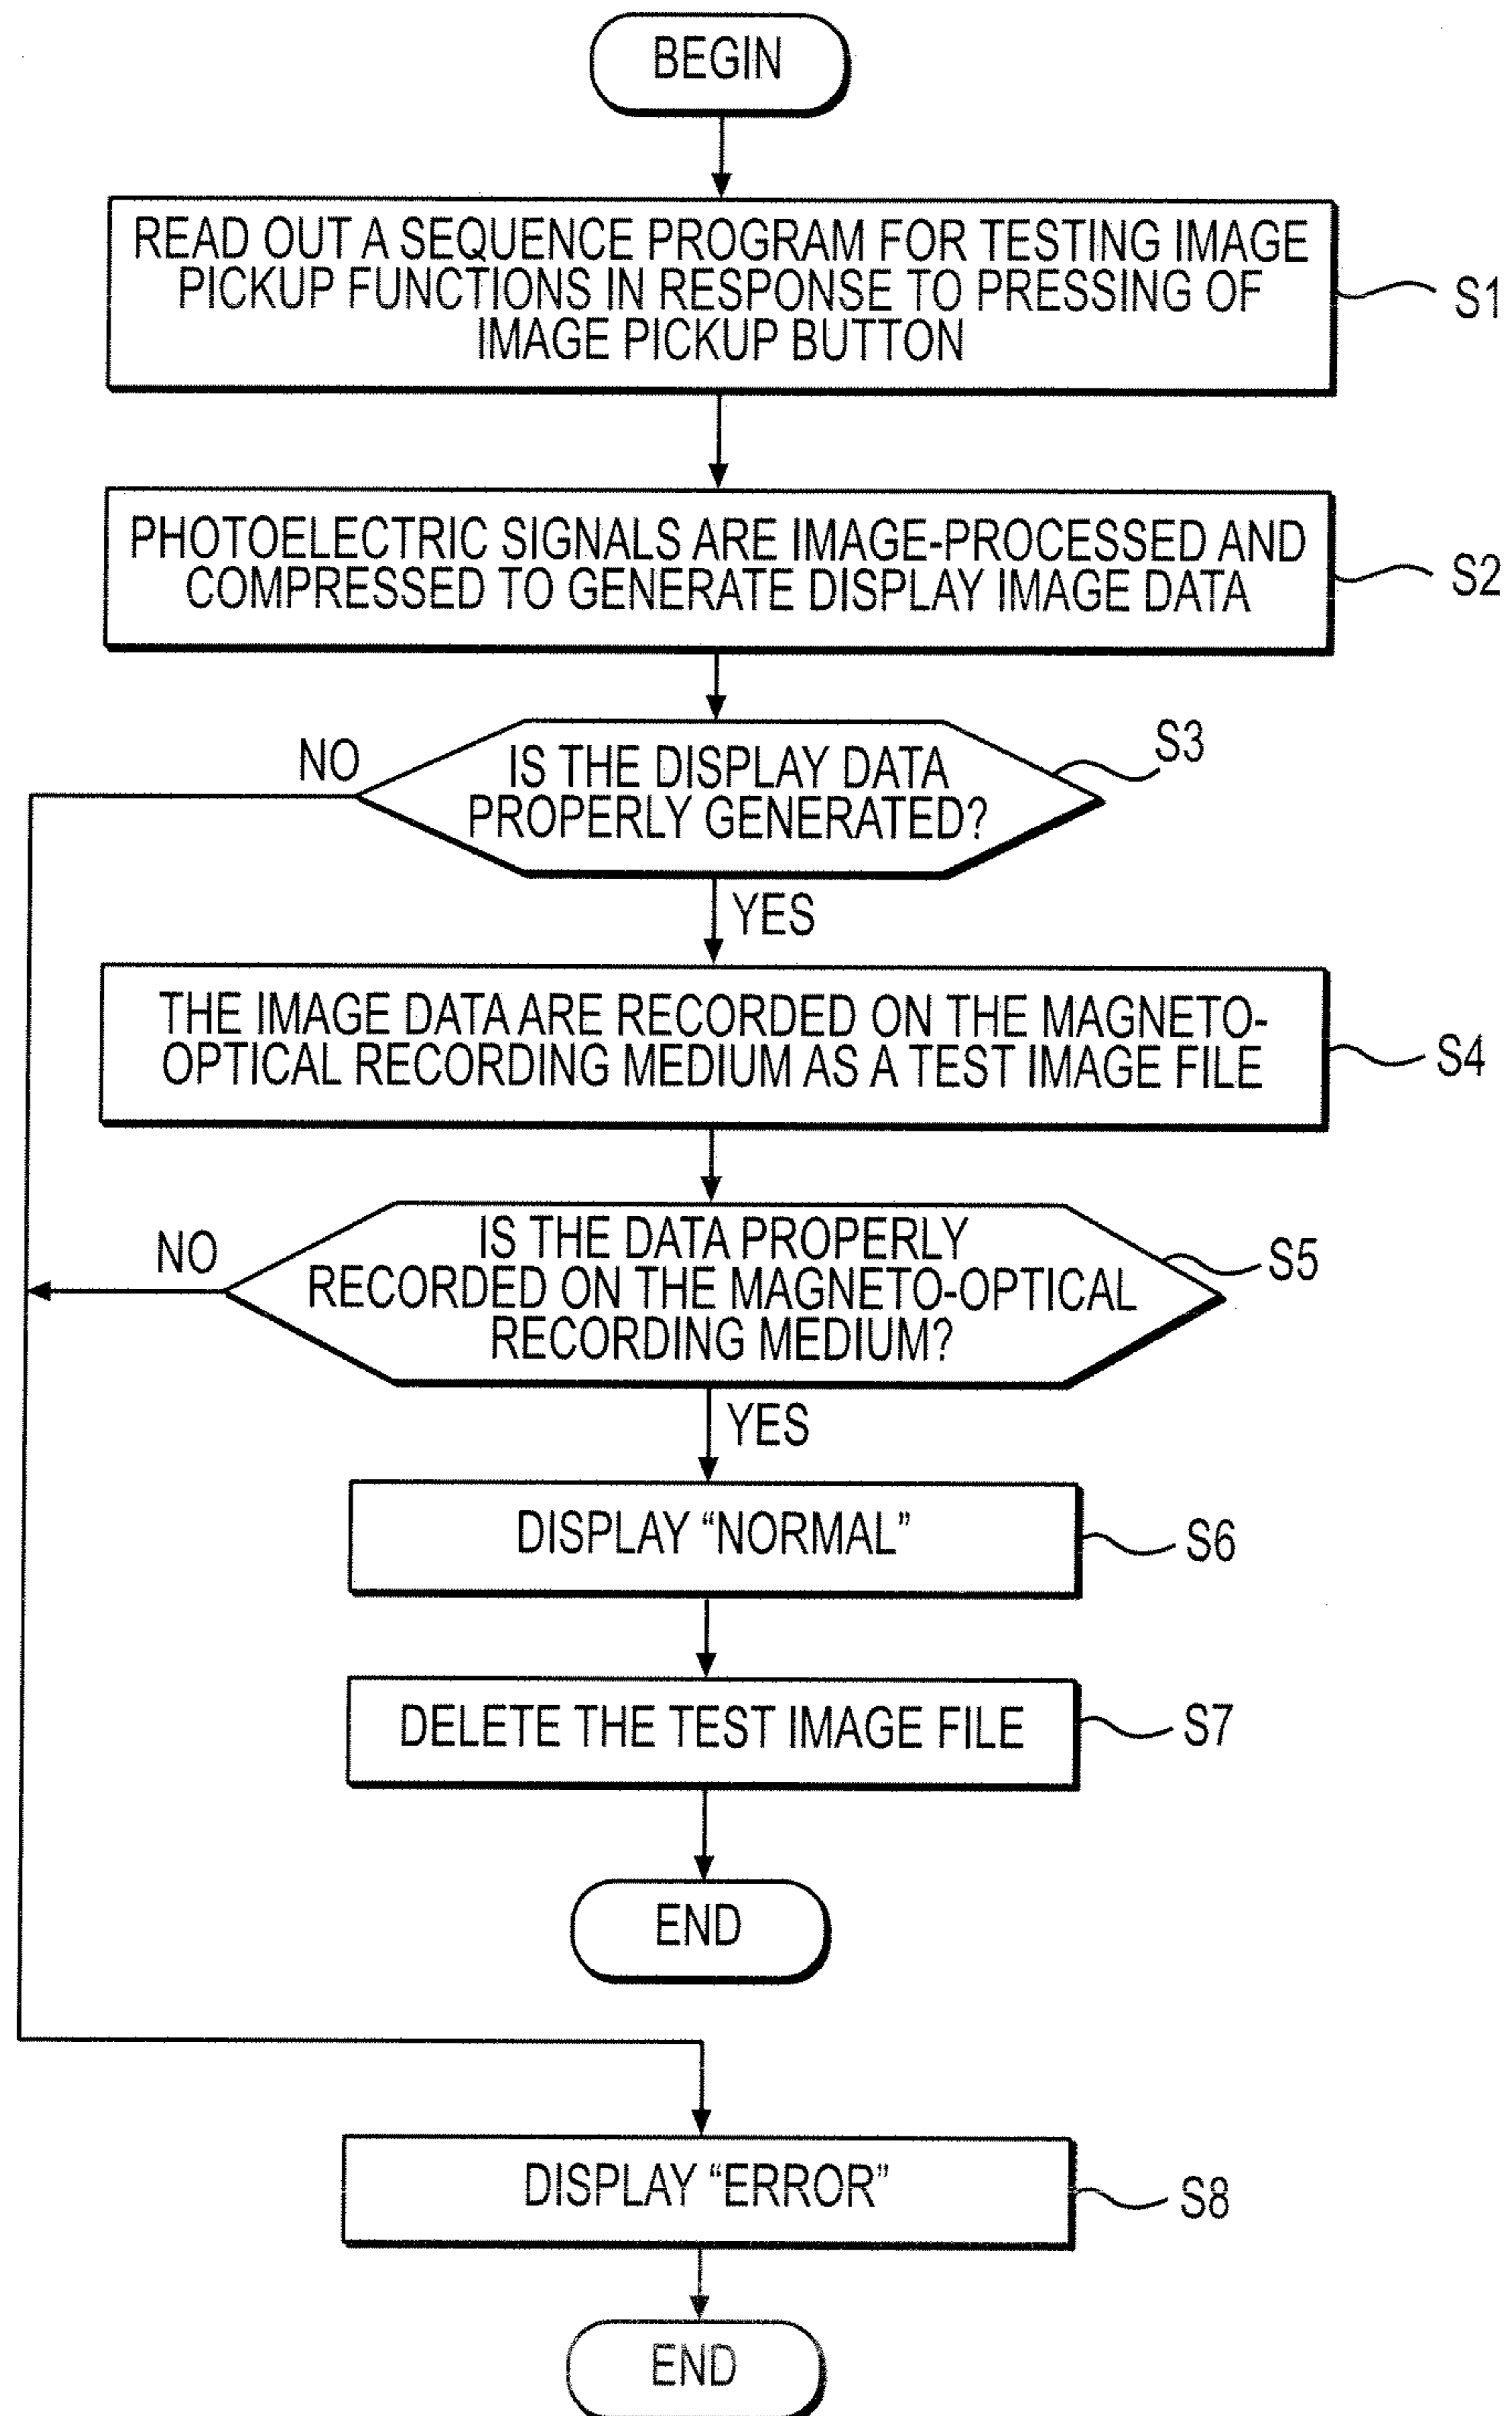 BEGIN
READ OUT A SEQUENCE PROGRAM FOR TESTING IMAGE
PICKUP FUNCTIONS IN RESPONSE TO PRESSING OF
IMAGE PICKUP BUTTON
S1
PHOTOELECTRIC SIGNALS ARE IMAGE-PROCESSED AND
COMPRESSED TO GENERATE DISPLAY IMAGE DATA
S2
NO
IS THE DISPLAY DATA
PROPERLY GENERATED?
S3
YES
THE IMAGE DATA ARE RECORDED ON THE MAGNETO-
OPTICAL RECORDING MEDIUM AS A TEST IMAGE FILE
S4
NO
IS THE DATA PROPERLY
RECORDED ON THE MAGNETO-OPTICAL
RECORDING MEDIUM?
S5
YES
DISPLAY “NORMAL”
S6
DELETE THE TEST IMAGE FILE
S7
END
DISPLAY “ERROR”
S8
END